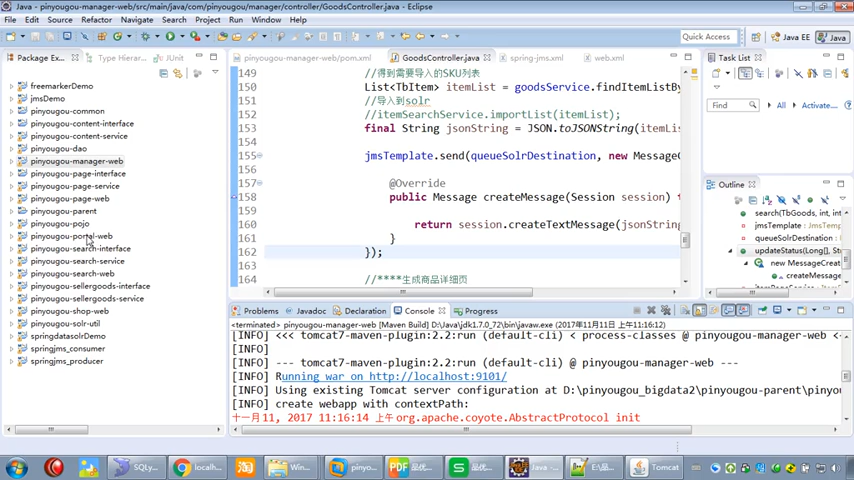 Java - pinyougou-manager-web/src/main/java/com/pinyougou/manager/controller/GoodsController.java - Eclipse
File Edit Source Refactor Navigate Search Project Run Window Help
Quick Access
Java EE
Java
Package Ex...
Type Hierarc...
JUnit
freemarkerDemo
jmsDemo
pinyougou-common
pinyougou-content-interface
pinyougou-content-service
pinyougou-dao
pinyougou-manager-web
pinyougou-page-interface
pinyougou-page-service
pinyougou-page-web
pinyougou-parent
pinyougou-pojo
pinyougou-portal-web
pinyougou-search-interface
pinyougou-search-service
pinyougou-search-web
pinyougou-sellergoods-interface
pinyougou-sellergoods-service
pinyougou-shop-web
pinyougou-solr-util
springdatasolrDemo
springjms_consumer
springjms_producer
pinyougou-manager-web/pom.xml
GoodsController.java
spring-jms.xml
web.xml
149 //得到需要导入的SKU列表
150 List<TbItem> itemList = goodsService.findItemListBy
151 //导入到solr
152 //itemSearchService.importList(itemList);
153 final String jsonString = JSON.toJSONString(itemLis
154
155 jmsTemplate.send(queueSolrDestination, new MessageC
156
157 @Override
158 public Message createMessage(Session session) t
159
160 return session.createTextMessage(jsonString
161 }
162 });
163
164 //****生成商品详细页
Task List
Find
All
Activate...
Outline
search(TbGoods, int, int
jmsTemplate : JmsTempl
queueSolrDestination :
updateStatus(Long[], Str
new MessageCreato
createMessage(S
Problems
Javadoc
Declaration
Console
Progress
<terminated> pinyougou-manager-web [Maven Build] D:\Java\jdk1.7.0_72\bin\javaw.exe (2017年11月11日 上午11:16:12)
[INFO] <<< tomcat7-maven-plugin:2.2:run (default-cli) < process-classes @ pinyougou-manager-web <
[INFO]
[INFO] --- tomcat7-maven-plugin:2.2:run (default-cli) @ pinyougou-manager-web ---
[INFO] Running war on http://localhost:9101/
[INFO] Using existing Tomcat server configuration at D:\pinyougou_bigdata2\pinyougou-parent\pinyou
[INFO] create webapp with contextPath:
十一月 11, 2017 11:16:14 上午 org.apache.coyote.AbstractProtocol init
SQLy...
localh...
Win...
pinyo...
品优...
品优...
Java -...
E:\品...
Tomcat